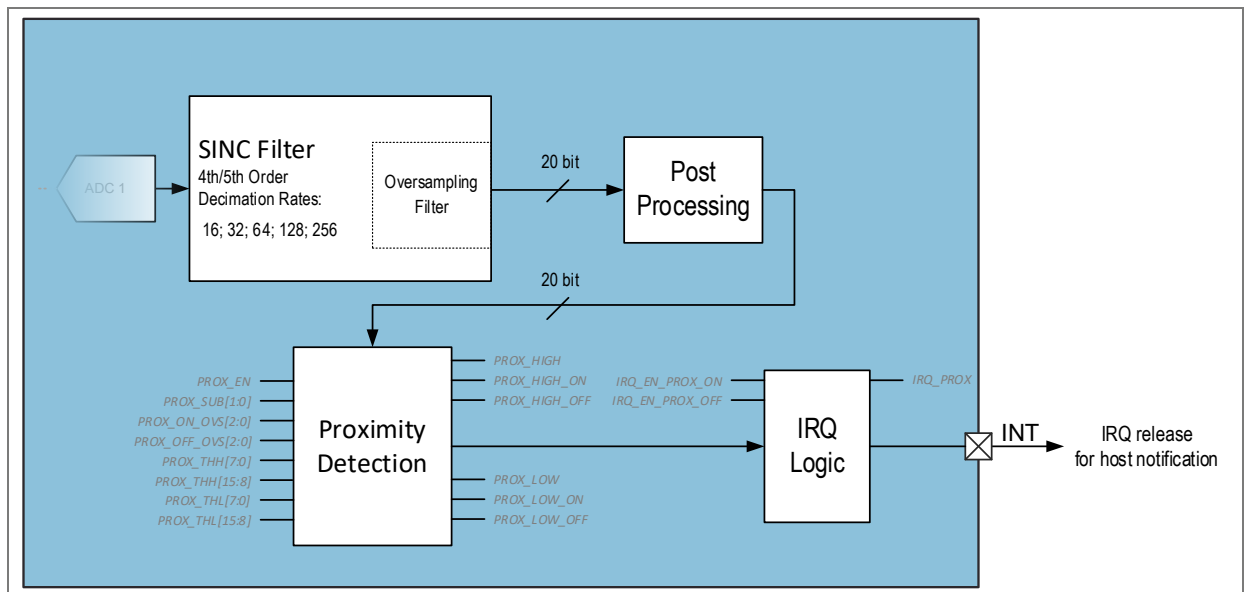 ADC 1
SINC Filter
4th/5th Order
Decimation Rates:
16; 32; 64; 128; 256
Oversampling
Filter
20 bit
Post
Processing
20 bit
PROX_EN
PROX_SUB[1:0]
PROX_ON_OVS[2:0]
PROX_OFF_OVS[2:0]
PROX_THH[7:0]
PROX_THH[15:8]
PROX_THL[7:0]
PROX_THL[15:8]
Proximity
Detection
PROX_HIGH
PROX_HIGH_ON
PROX_HIGH_OFF
PROX_LOW
PROX_LOW_ON
PROX_LOW_OFF
IRQ_EN_PROX_ON
IRQ_EN_PROX_OFF
IRQ
Logic
IRQ_PROX
INT
IRQ release
for host notification